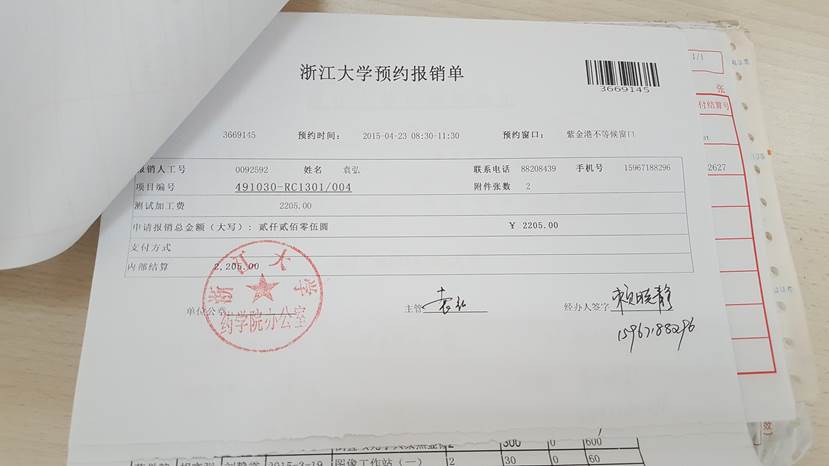 浙江大学预约报销单
3669145
3669145 预约时间: 2015-04-23 08:30-11:30 预约窗口: 紫金港不等候窗口
报销人工号 0092592 姓名 袁弘 联系电话 88208439 手机号 15967188296
项目编号 491030-RC1301/004 附件张数 2
测试加工费 2205.00
申请报销总金额(大写): 贰仟贰佰零伍圆 ¥ 2205.00
支付方式
内部结算 2,205.00
浙江大学
药学院办公室
单位公章 主管 袁弘 经办人签字 赖晓静
15967188296
1/1
张
付结算号
2627
500 0 600
2015-3-19 图像工作站(一) 2 30 0 60